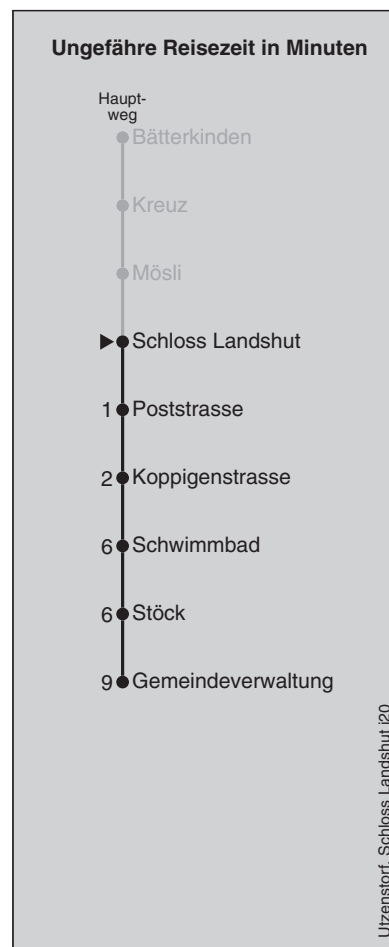 Ungefähre Reisezeit in Minuten
Haupt-
weg
Bätterkinden
Kreuz
Mösli
Schloss Landshut
1 Poststrasse
2 Koppigenstrasse
6 Schwimmbad
6 Stöck
9 Gemeindeverwaltung
Utzenstorf, Schloss Landshut j20